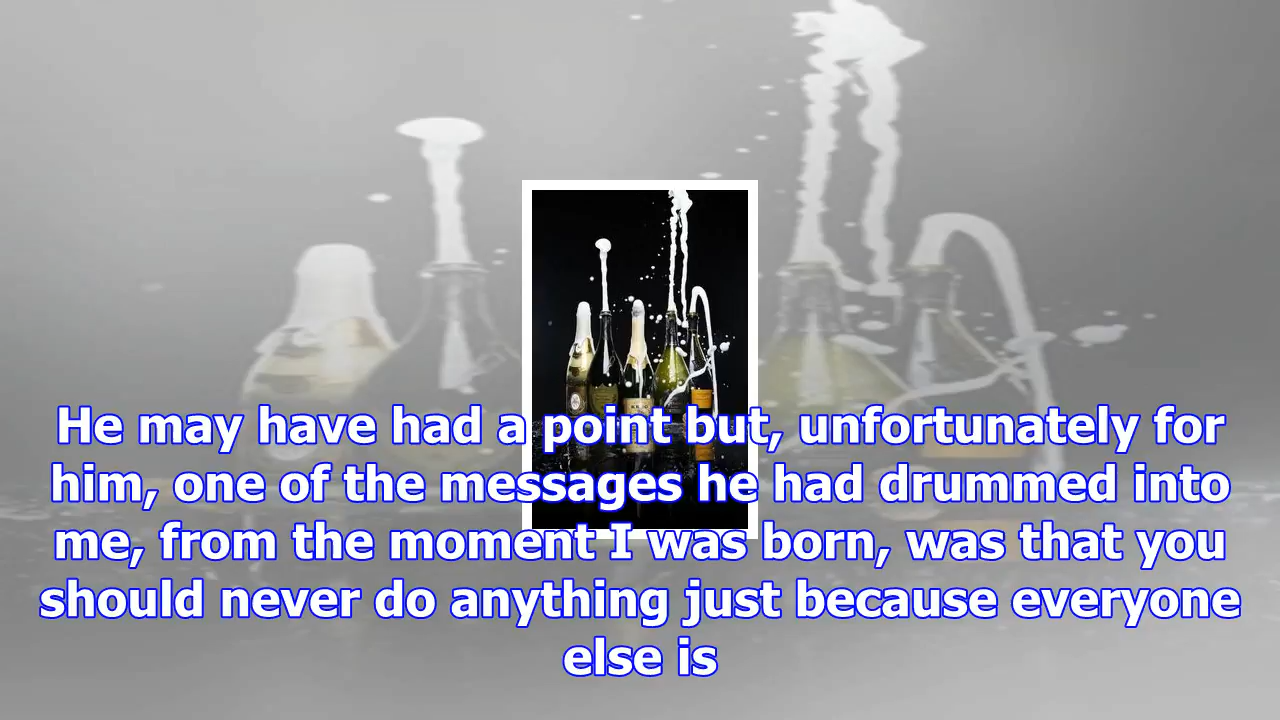 He may have had a point but, unfortunately for
him, one of the messages he had drummed into
me, from the moment I was born, was that you
should never do anything just because everyone
else is